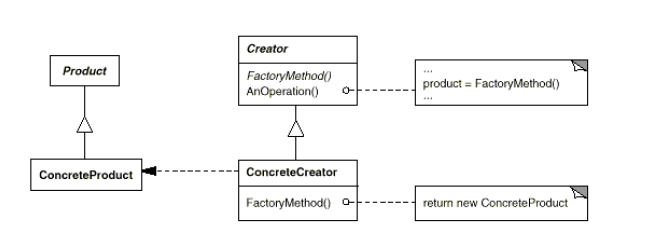 Creator
Product
FactoryMethod()
AnOperation()
...
product = FactoryMethod()
...
ConcreteProduct
ConcreteCreator
FactoryMethod()
return new ConcreteProduct